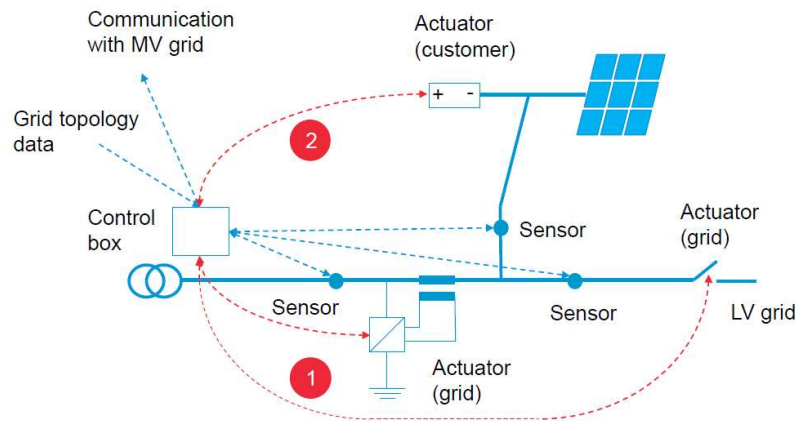 Communication
with MV grid
Actuator
(customer)
+ -
Grid topology
data
2
Control
box
Sensor
Actuator
(grid)
Sensor
Sensor
LV grid
1
Actuator
(grid)